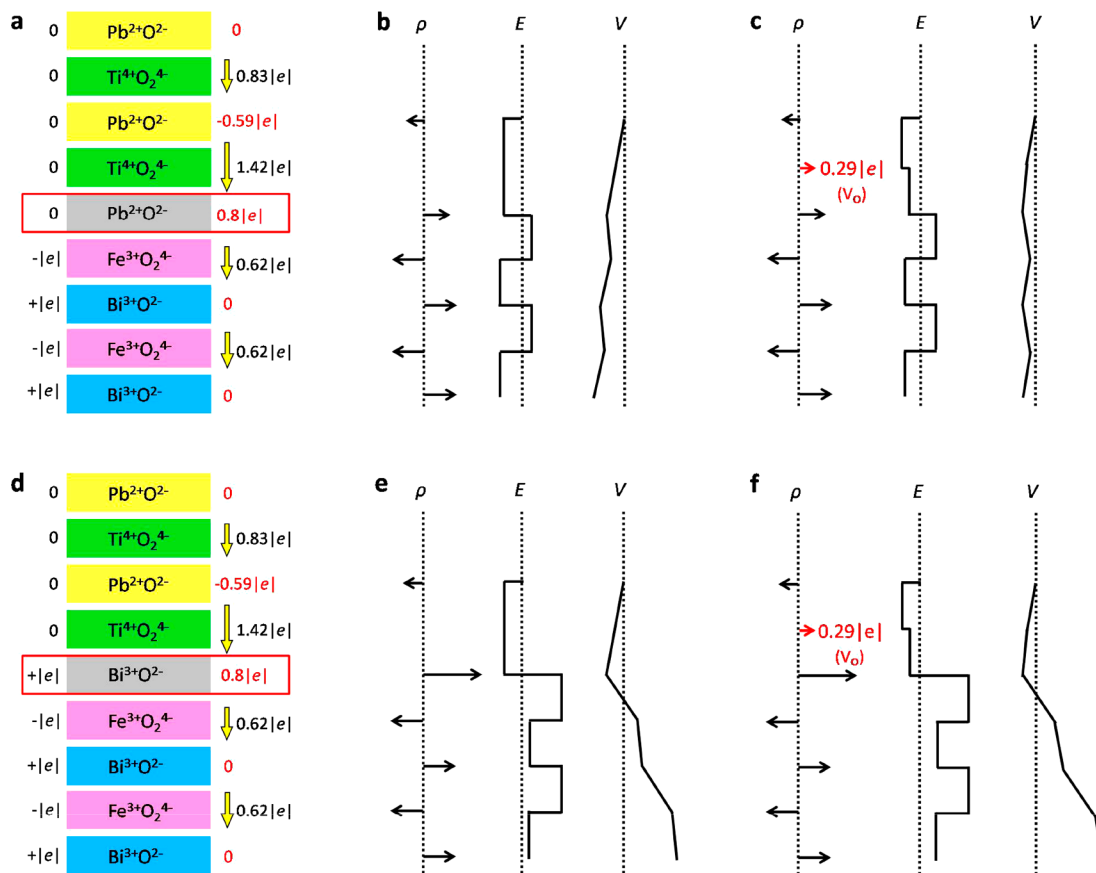 a
0 Pb²⁺O²⁻ 0
0 Ti⁴⁺O₂⁴⁻ 0.83|e|
0 Pb²⁺O²⁻ -0.59|e|
0 Ti⁴⁺O₂⁴⁻ 1.42|e|
0 Pb²⁺O²⁻ 0.8|e|
-|e| Fe³⁺O₂⁴⁻ 0.62|e|
+|e| Bi³⁺O²⁻ 0
-|e| Fe³⁺O₂⁴⁻ 0.62|e|
+|e| Bi³⁺O²⁻ 0
b ρ E V
c ρ E V
0.29|e|
(V₀)
d
0 Pb²⁺O²⁻ 0
0 Ti⁴⁺O₂⁴⁻ 0.83|e|
0 Pb²⁺O²⁻ -0.59|e|
0 Ti⁴⁺O₂⁴⁻ 1.42|e|
+|e| Bi³⁺O²⁻ 0.8|e|
-|e| Fe³⁺O₂⁴⁻ 0.62|e|
+|e| Bi³⁺O²⁻ 0
-|e| Fe³⁺O₂⁴⁻ 0.62|e|
+|e| Bi³⁺O²⁻ 0
e ρ E V
f ρ E V
0.29|e|
(V₀)